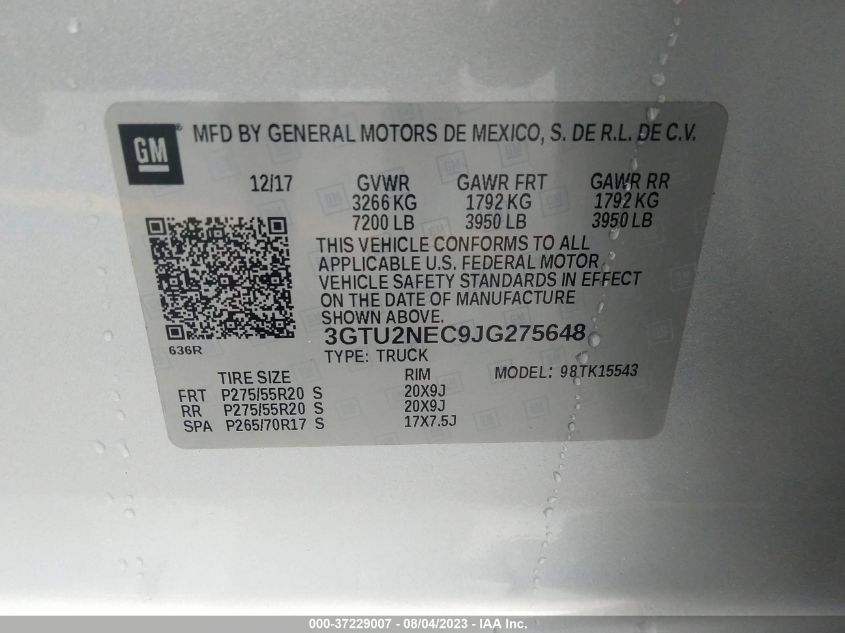 GM ® MFD BY GENERAL MOTORS DE MEXICO, S. DE R.L. DE C.V.
12/17 GVWR GAWR FRT GAWR RR
3266 KG 1792 KG 1792 KG
7200 LB 3950 LB 3950 LB
THIS VEHICLE CONFORMS TO ALL
APPLICABLE U.S. FEDERAL MOTOR
VEHICLE SAFETY STANDARDS IN EFFECT
ON THE DATE OF MANUFACTURE
SHOWN ABOVE.
3GTU2NEC9JG275648
636R
TYPE: TRUCK
TIRE SIZE RIM MODEL: 98TK15543
FRT P275/55R20 S 20X9J
RR P275/55R20 S 20X9J
SPA P265/70R17 S 17X7.5J
000-37229007 - 08/04/2023 - IAA Inc.